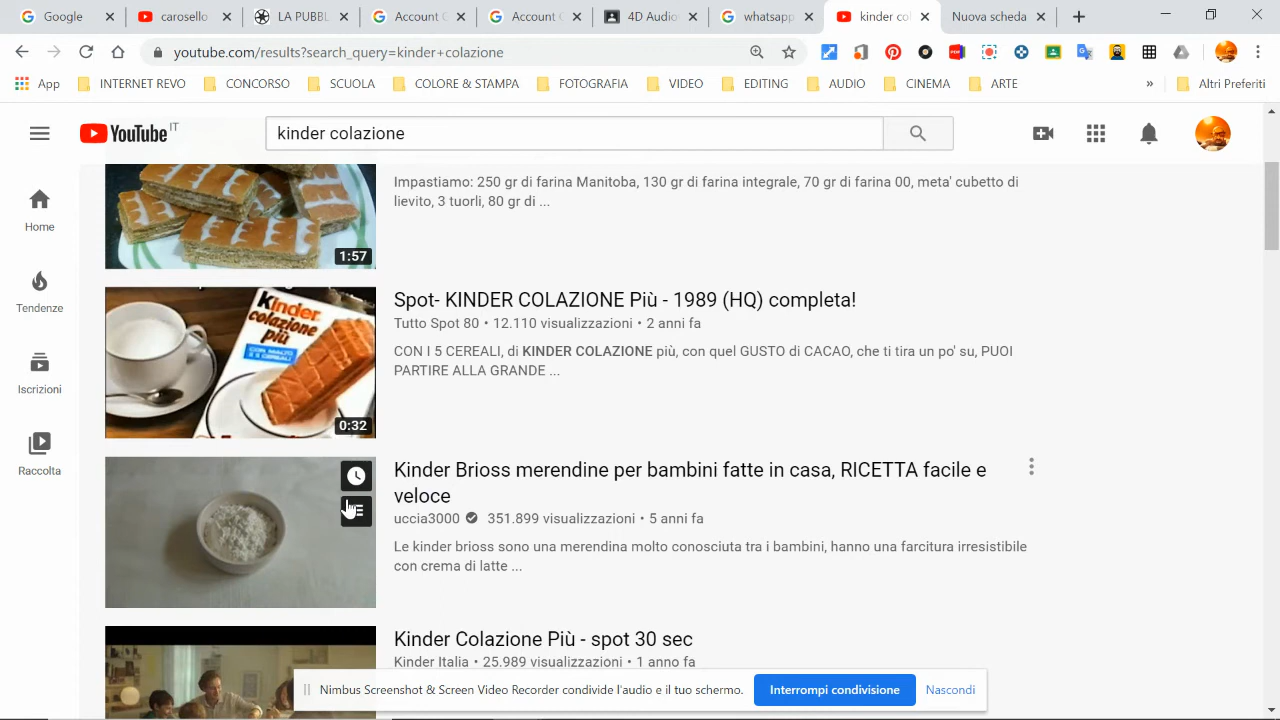 Google
carosello
LA PUBBL
Account G
Account G
4D Audio
whatsapp
kinder col
Nuova scheda
youtube.com/results?search_query=kinder+colazione
App
INTERNET REVO
CONCORSO
SCUOLA
COLORE & STAMPA
FOTOGRAFIA
VIDEO
EDITING
AUDIO
CINEMA
ARTE
»
Altri Preferiti
YouTube IT
kinder colazione
Home
Tendenze
Iscrizioni
Raccolta
Impastiamo: 250 gr di farina Manitoba, 130 gr di farina integrale, 70 gr di farina 00, meta' cubetto di
lievito, 3 tuorli, 80 gr di ...
1:57
Kinder
colazione
più
Spot- KINDER COLAZIONE Più - 1989 (HQ) completa!
Tutto Spot 80 • 12.110 visualizzazioni • 2 anni fa
CON 15 CEREALI, di KINDER COLAZIONE più, con quel GUSTO di CACAO, che ti tira un po' su, PUOI
PARTIRE ALLA GRANDE ...
0:32
Kinder Brioss merendine per bambini fatte in casa, RICETTA facile e
veloce
uccia3000 351.899 visualizzazioni • 5 anni fa
Le kinder brioss sono una merendina molto conosciuta tra i bambini, hanno una farcitura irresistibile
con crema di latte ...
Kinder Colazione Più - spot 30 sec
Kinder Italia • 25.989 visualizzazioni • 1 anno fa
Nimbus Screenshot & Screen Video Recorder condivide l'audio e il tuo schermo.
Interrompi condivisione
Nascondi